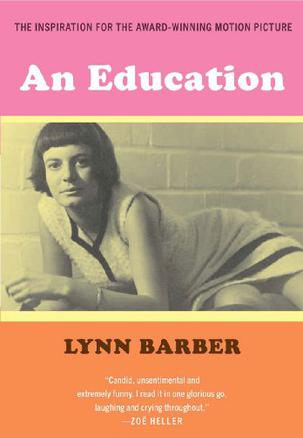 THE INSPIRATION FOR THE AWARD-WINNING MOTION PICTURE
An Education
LYNN BARBER
"Candid, unsentimental and
extremely funny. I read it in one glorious go,
laughing and crying throughout."
—ZOË HELLER